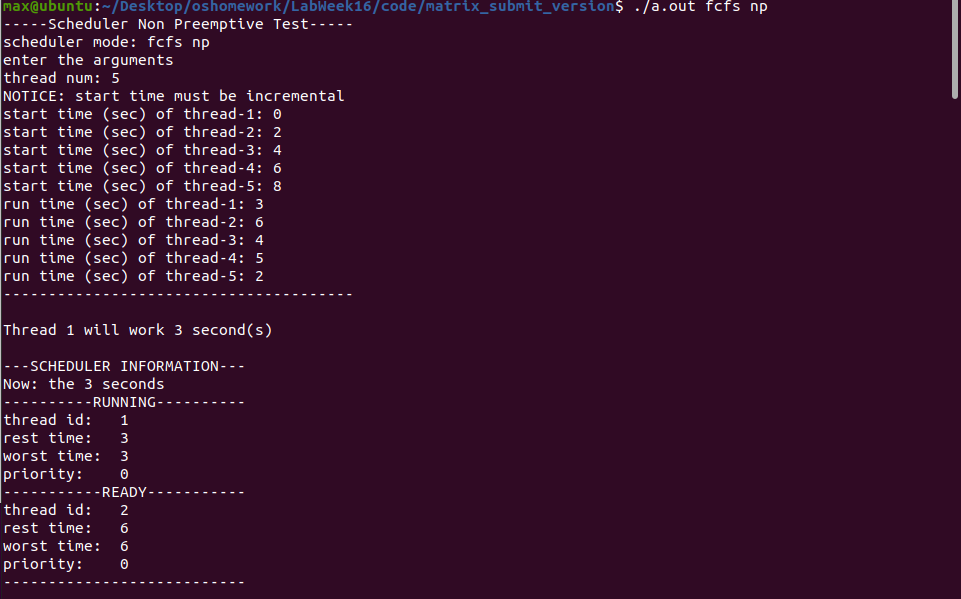 max@ubuntu:~/Desktop/oshomework/LabWeek16/code/matrix_submit_version$ ./a.out fcfs np
-----Scheduler Non Preemptive Test-----
scheduler mode: fcfs np
enter the arguments
thread num: 5
NOTICE: start time must be incremental
start time (sec) of thread-1: 0
start time (sec) of thread-2: 2
start time (sec) of thread-3: 4
start time (sec) of thread-4: 6
start time (sec) of thread-5: 8
run time (sec) of thread-1: 3
run time (sec) of thread-2: 6
run time (sec) of thread-3: 4
run time (sec) of thread-4: 5
run time (sec) of thread-5: 2
---------------------------------------
Thread 1 will work 3 second(s)
---SCHEDULER INFORMATION---
Now: the 3 seconds
----------RUNNING----------
thread id:   1
rest time:   3
worst time:  3
priority:    0
-----------READY-----------
thread id:   2
rest time:   6
worst time:  6
priority:    0
---------------------------